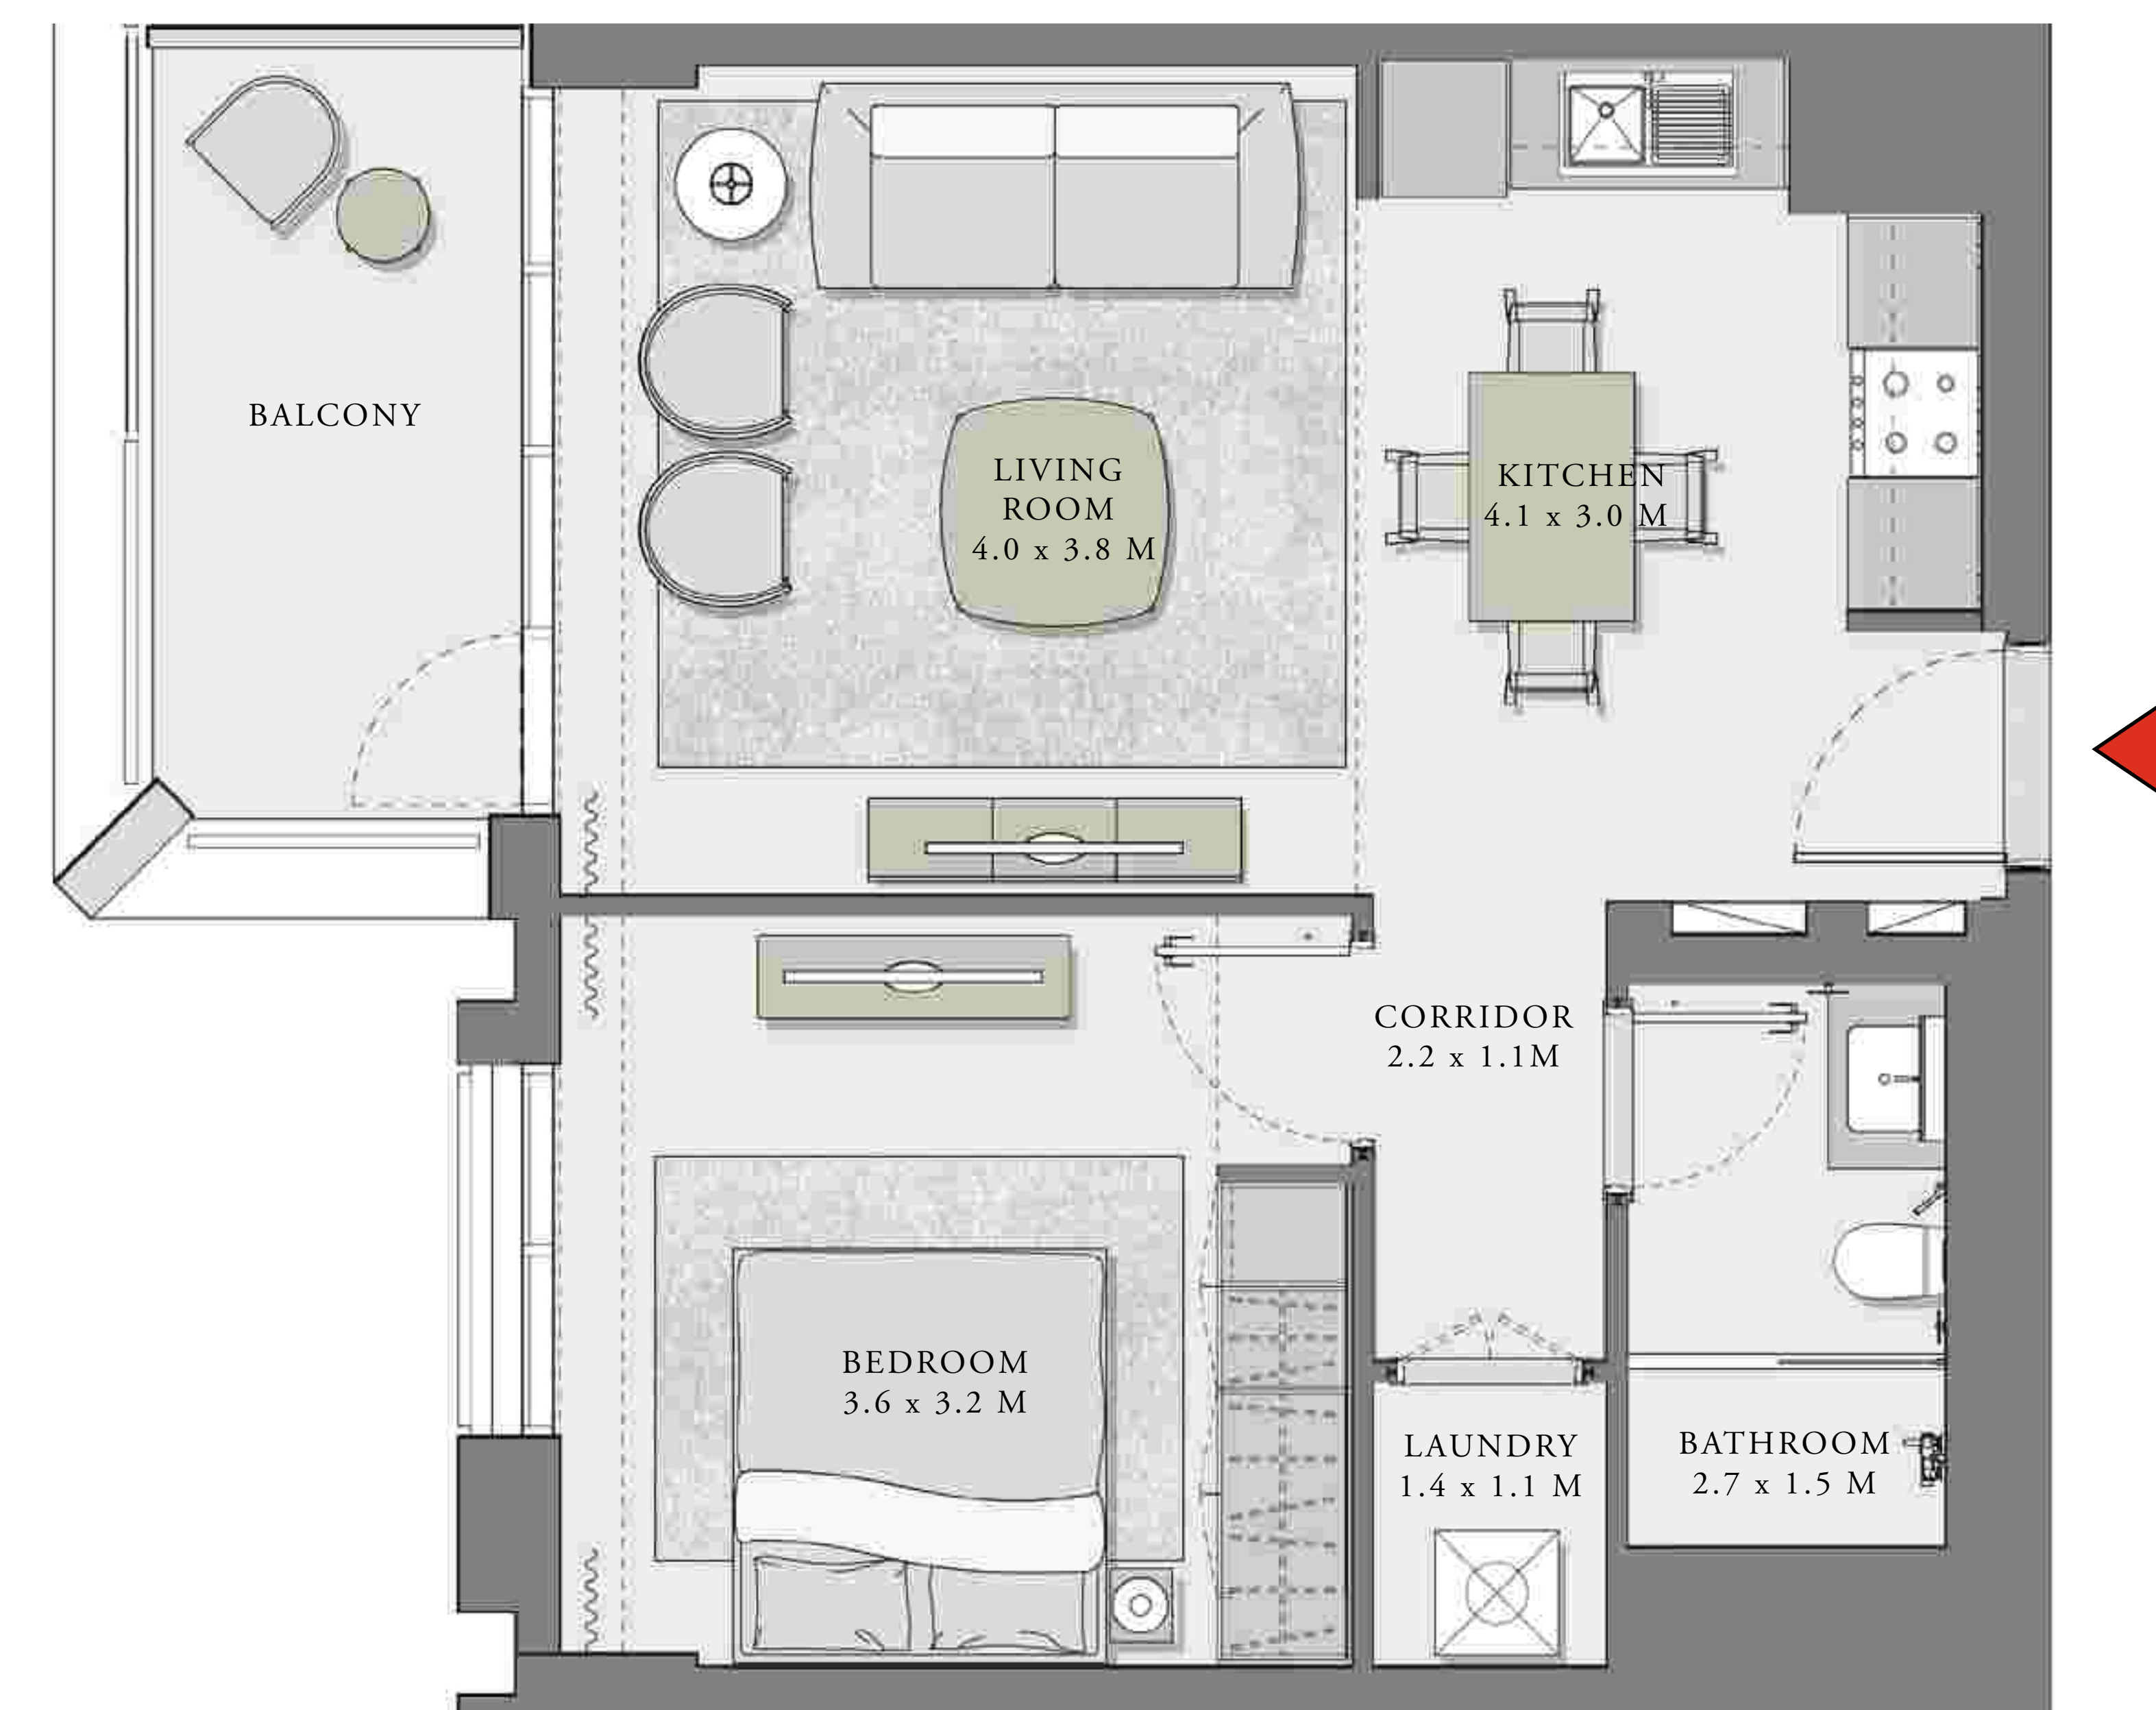 BALCONY
LIVING
ROOM
4.0 x 3.8 M
KITCHEN
4.1 x 3.0 M
CORRIDOR
2.2 x 1.1M
BEDROOM
3.6 x 3.2 M
LAUNDRY
1.4 x 1.1 M
BATHROOM
2.7 x 1.5 M